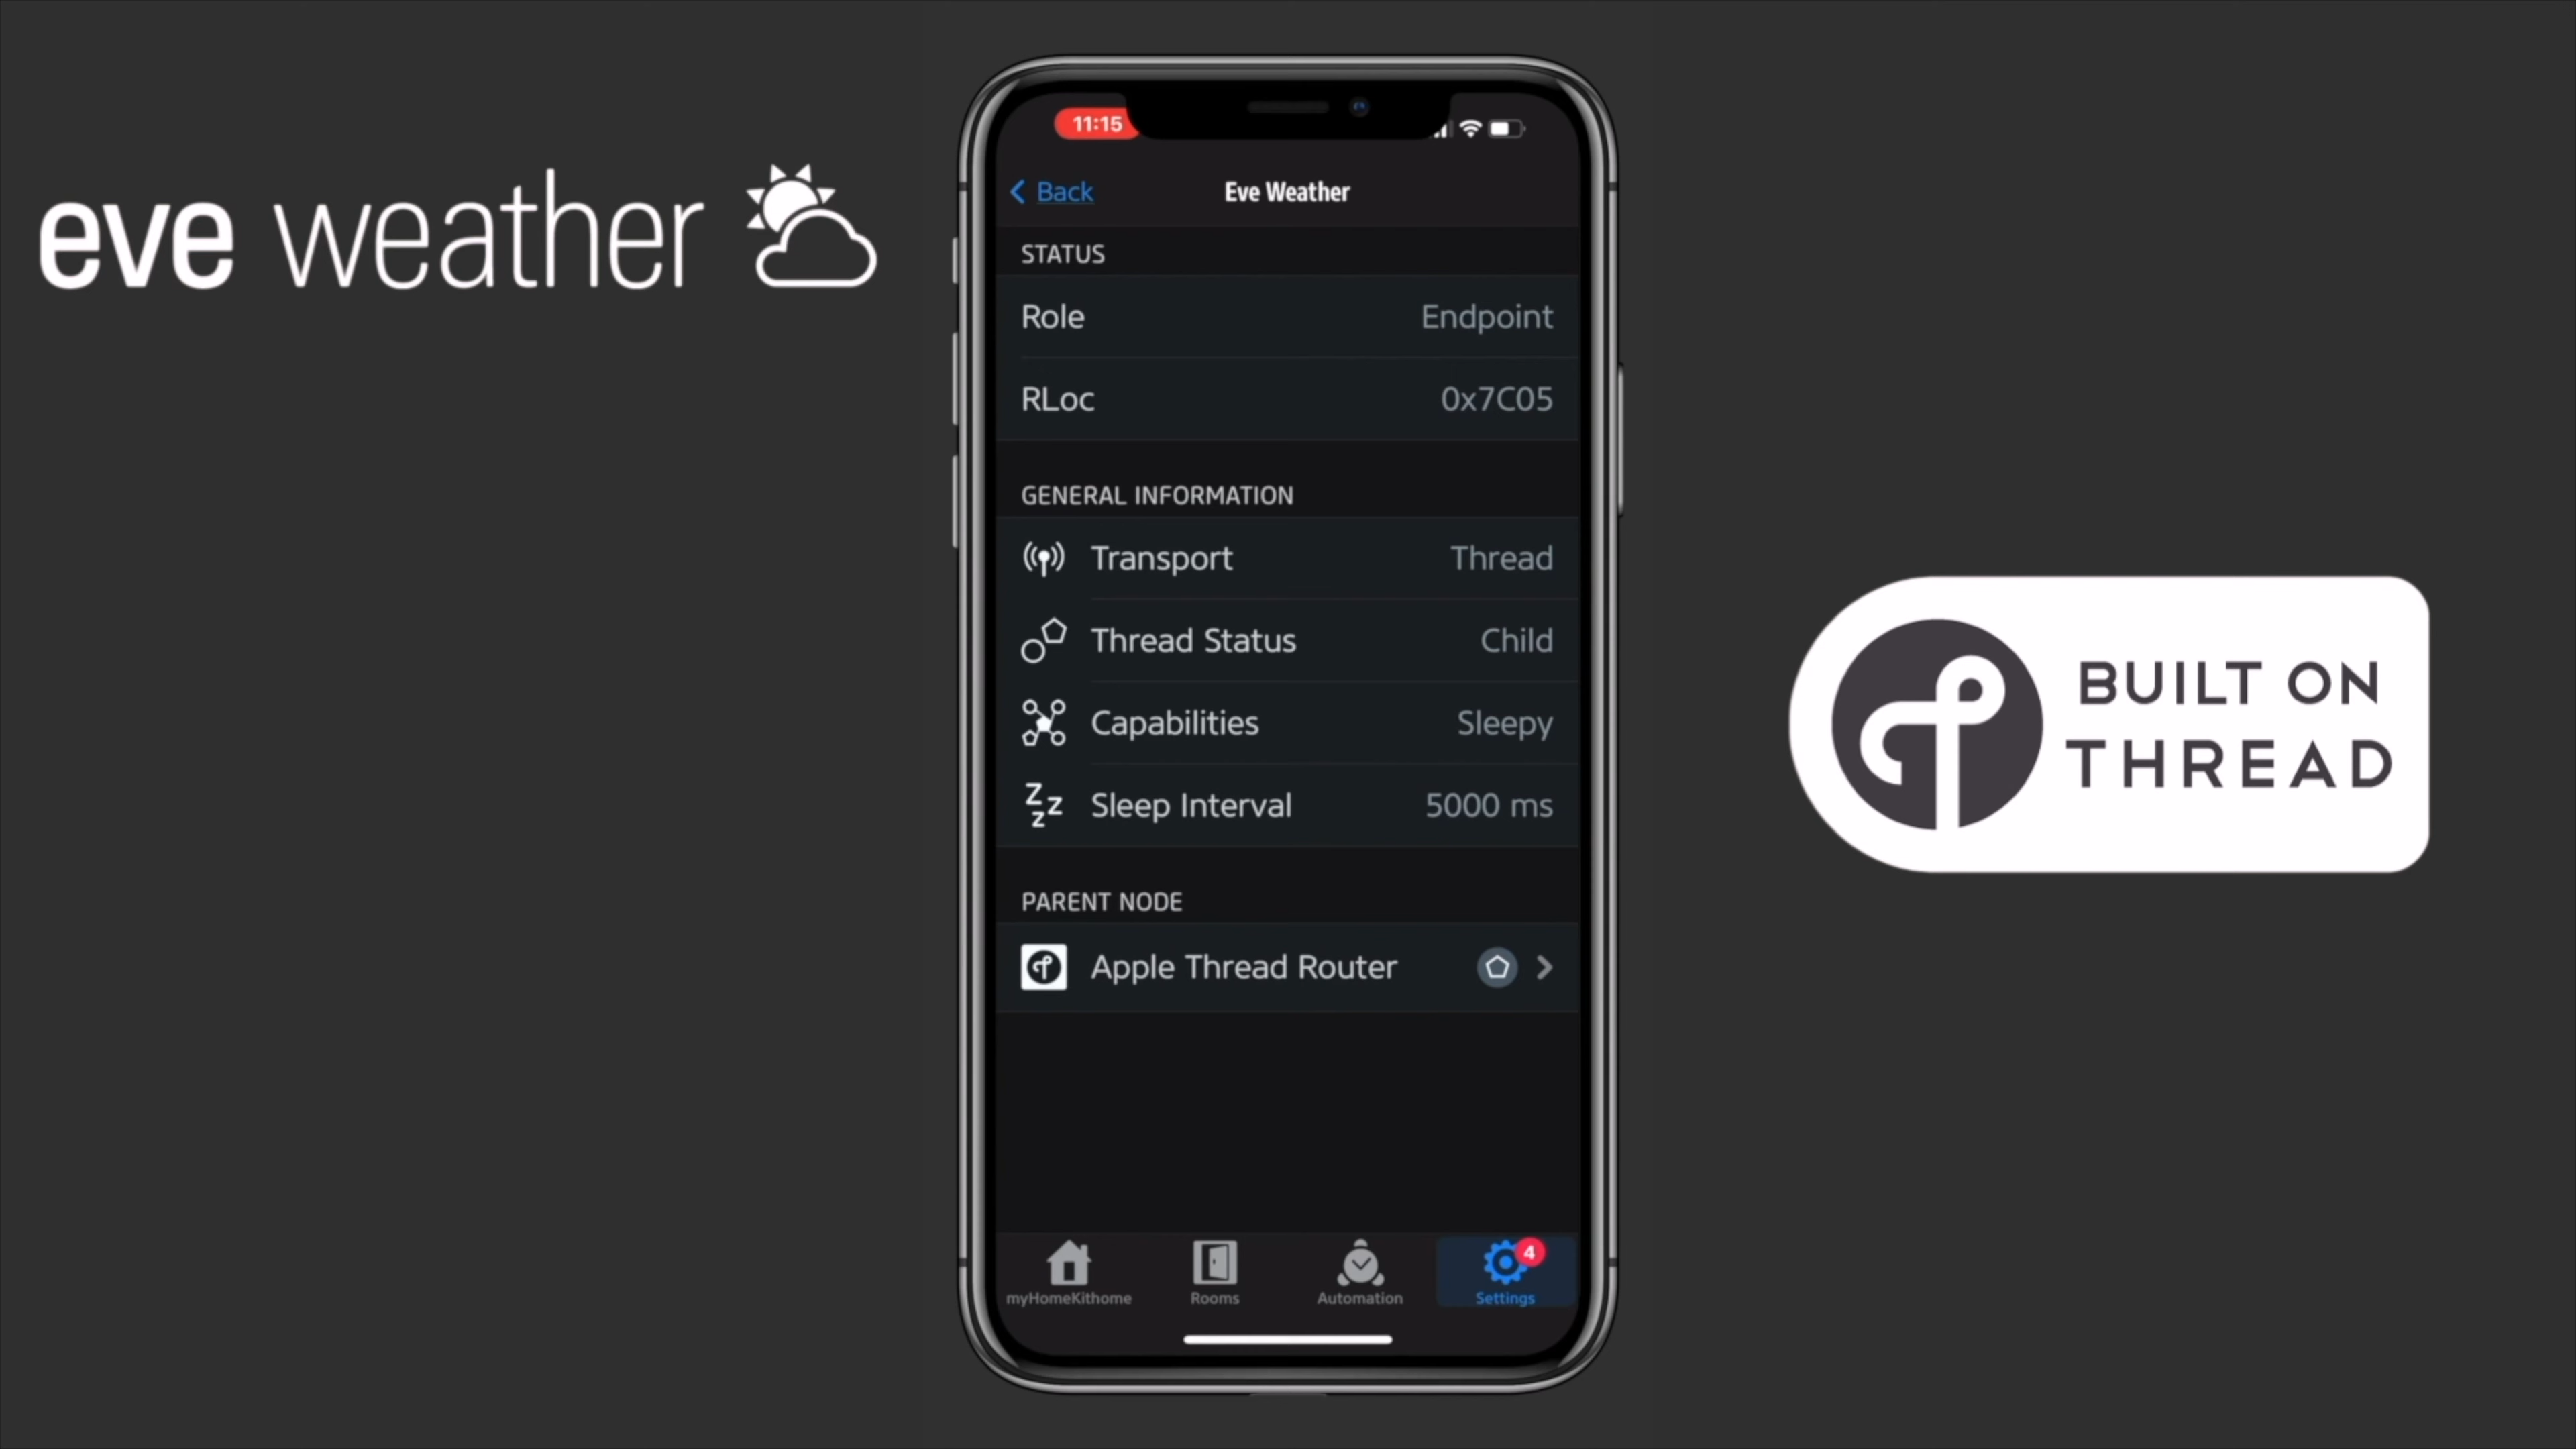 eve weather
11:15
Back
Eve Weather
STATUS
Role Endpoint
RLoc 0x7C05
GENERAL INFORMATION
Transport Thread
Thread Status Child
Capabilities Sleepy
Sleep Interval 5000 ms
PARENT NODE
Apple Thread Router
4
myHomeKithome Rooms Automation Settings
BUILT ON
THREAD